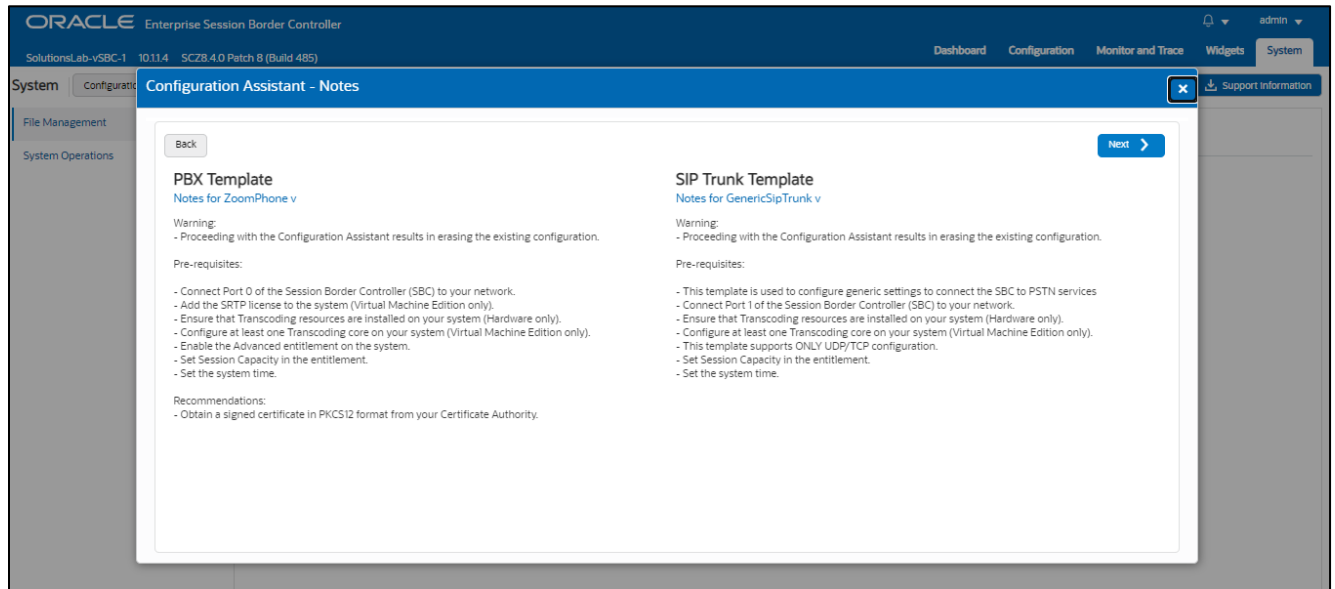 ORACLE Enterprise Session Border Controller
admin
SolutionsLab-vSBC-1 10.1.1.4 SCZ8.4.0 Patch 8 (Build 485)
Dashboard Configuration Monitor and Trace Widgets System
System Configuratio
Configuration Assistant - Notes
Support Information
File Management
System Operations
Back
Next
PBX Template
Notes for ZoomPhone v
Warning:
- Proceeding with the Configuration Assistant results in erasing the existing configuration.
Pre-requisites:
- Connect Port 0 of the Session Border Controller (SBC) to your network.
- Add the SRTP license to the system (Virtual Machine Edition only).
- Ensure that Transcoding resources are installed on your system (Hardware only).
- Configure at least one Transcoding core on your system (Virtual Machine Edition only).
- Enable the Advanced entitlement on the system.
- Set Session Capacity in the entitlement.
- Set the system time.
Recommendations:
- Obtain a signed certificate in PKCS12 format from your Certificate Authority.
SIP Trunk Template
Notes for GenericSipTrunk v
Warning:
- Proceeding with the Configuration Assistant results in erasing the existing configuration.
Pre-requisites:
- This template is used to configure generic settings to connect the SBC to PSTN services
- Connect Port 1 of the Session Border Controller (SBC) to your network.
- Ensure that Transcoding resources are installed on your system (Hardware only).
- Configure at least one Transcoding core on your system (Virtual Machine Edition only).
- This template supports ONLY UDP/TCP configuration.
- Set Session Capacity in the entitlement.
- Set the system time.